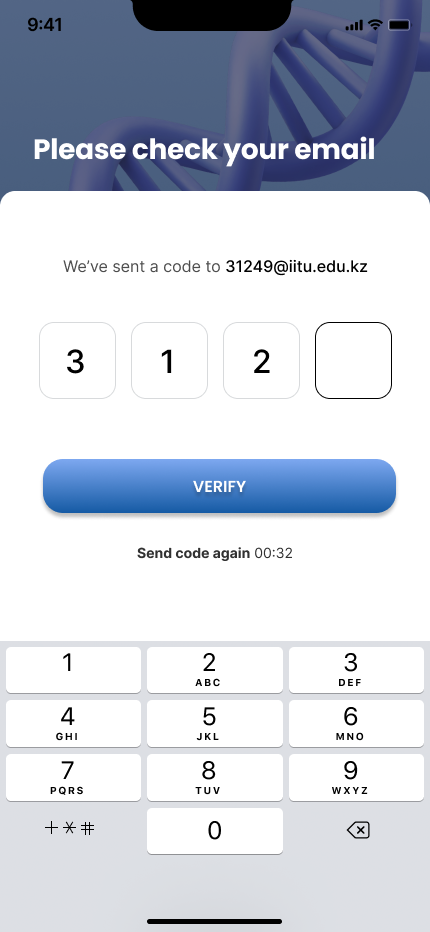 9:41
Please check your email
We’ve sent a code to 31249@iitu.edu.kz
3 1 2
VERIFY
Send code again 00:32
1 2 3
ABC DEF
4 5 6
GHI JKL MNO
7 8 9
PQRS TUV WXYZ
+*# 0